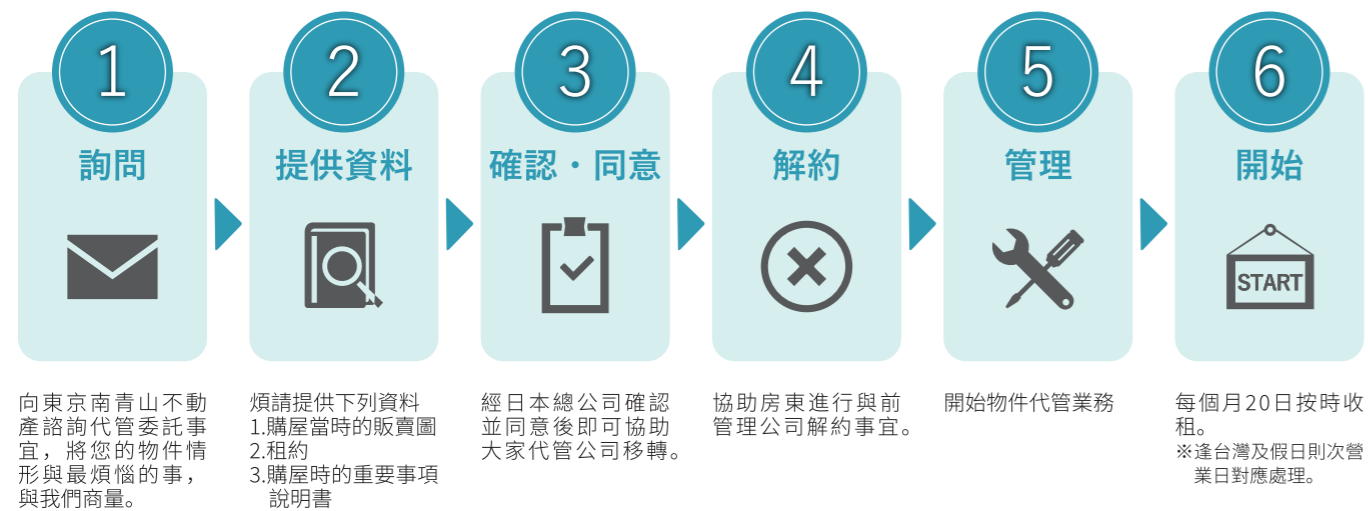 1
詢問
向東京南青山不動
產諮詢代管委託事
宜，將您的物件情
形與最煩惱的事，
與我們商量。
2
提供資料
煩請提供下列資料
1.購屋當時的販賣圖
2.租約
3.購屋時的重要事項
說明書
3
確認・同意
經日本總公司確認
並同意後即可協助
大家代管公司移轉。
4
解約
協助房東進行與前
管理公司解約事宜。
5
管理
開始物件代管業務
6
開始
START
每個月20日按時收
租。
※逢台灣及假日則次營
業日對應處理。